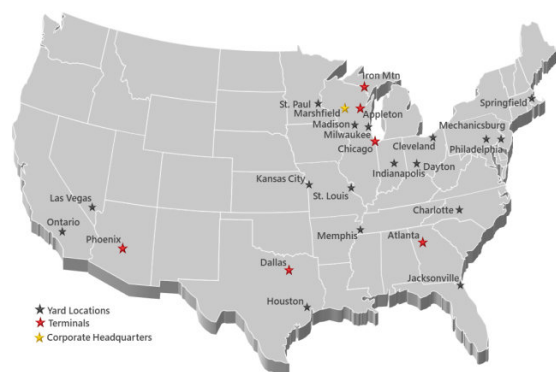 Iron Mtn
St. Paul
Marshfield
Appleton
Madison
Milwaukee
Chicago
Springfield
Mechanicsburg
Philadelphia
Cleveland
Indianapolis
Dayton
Kansas City
St. Louis
Las Vegas
Ontario
Phoenix
Charlotte
Memphis
Atlanta
Dallas
Jacksonville
Houston
Yard Locations
Terminals
Corporate Headquarters